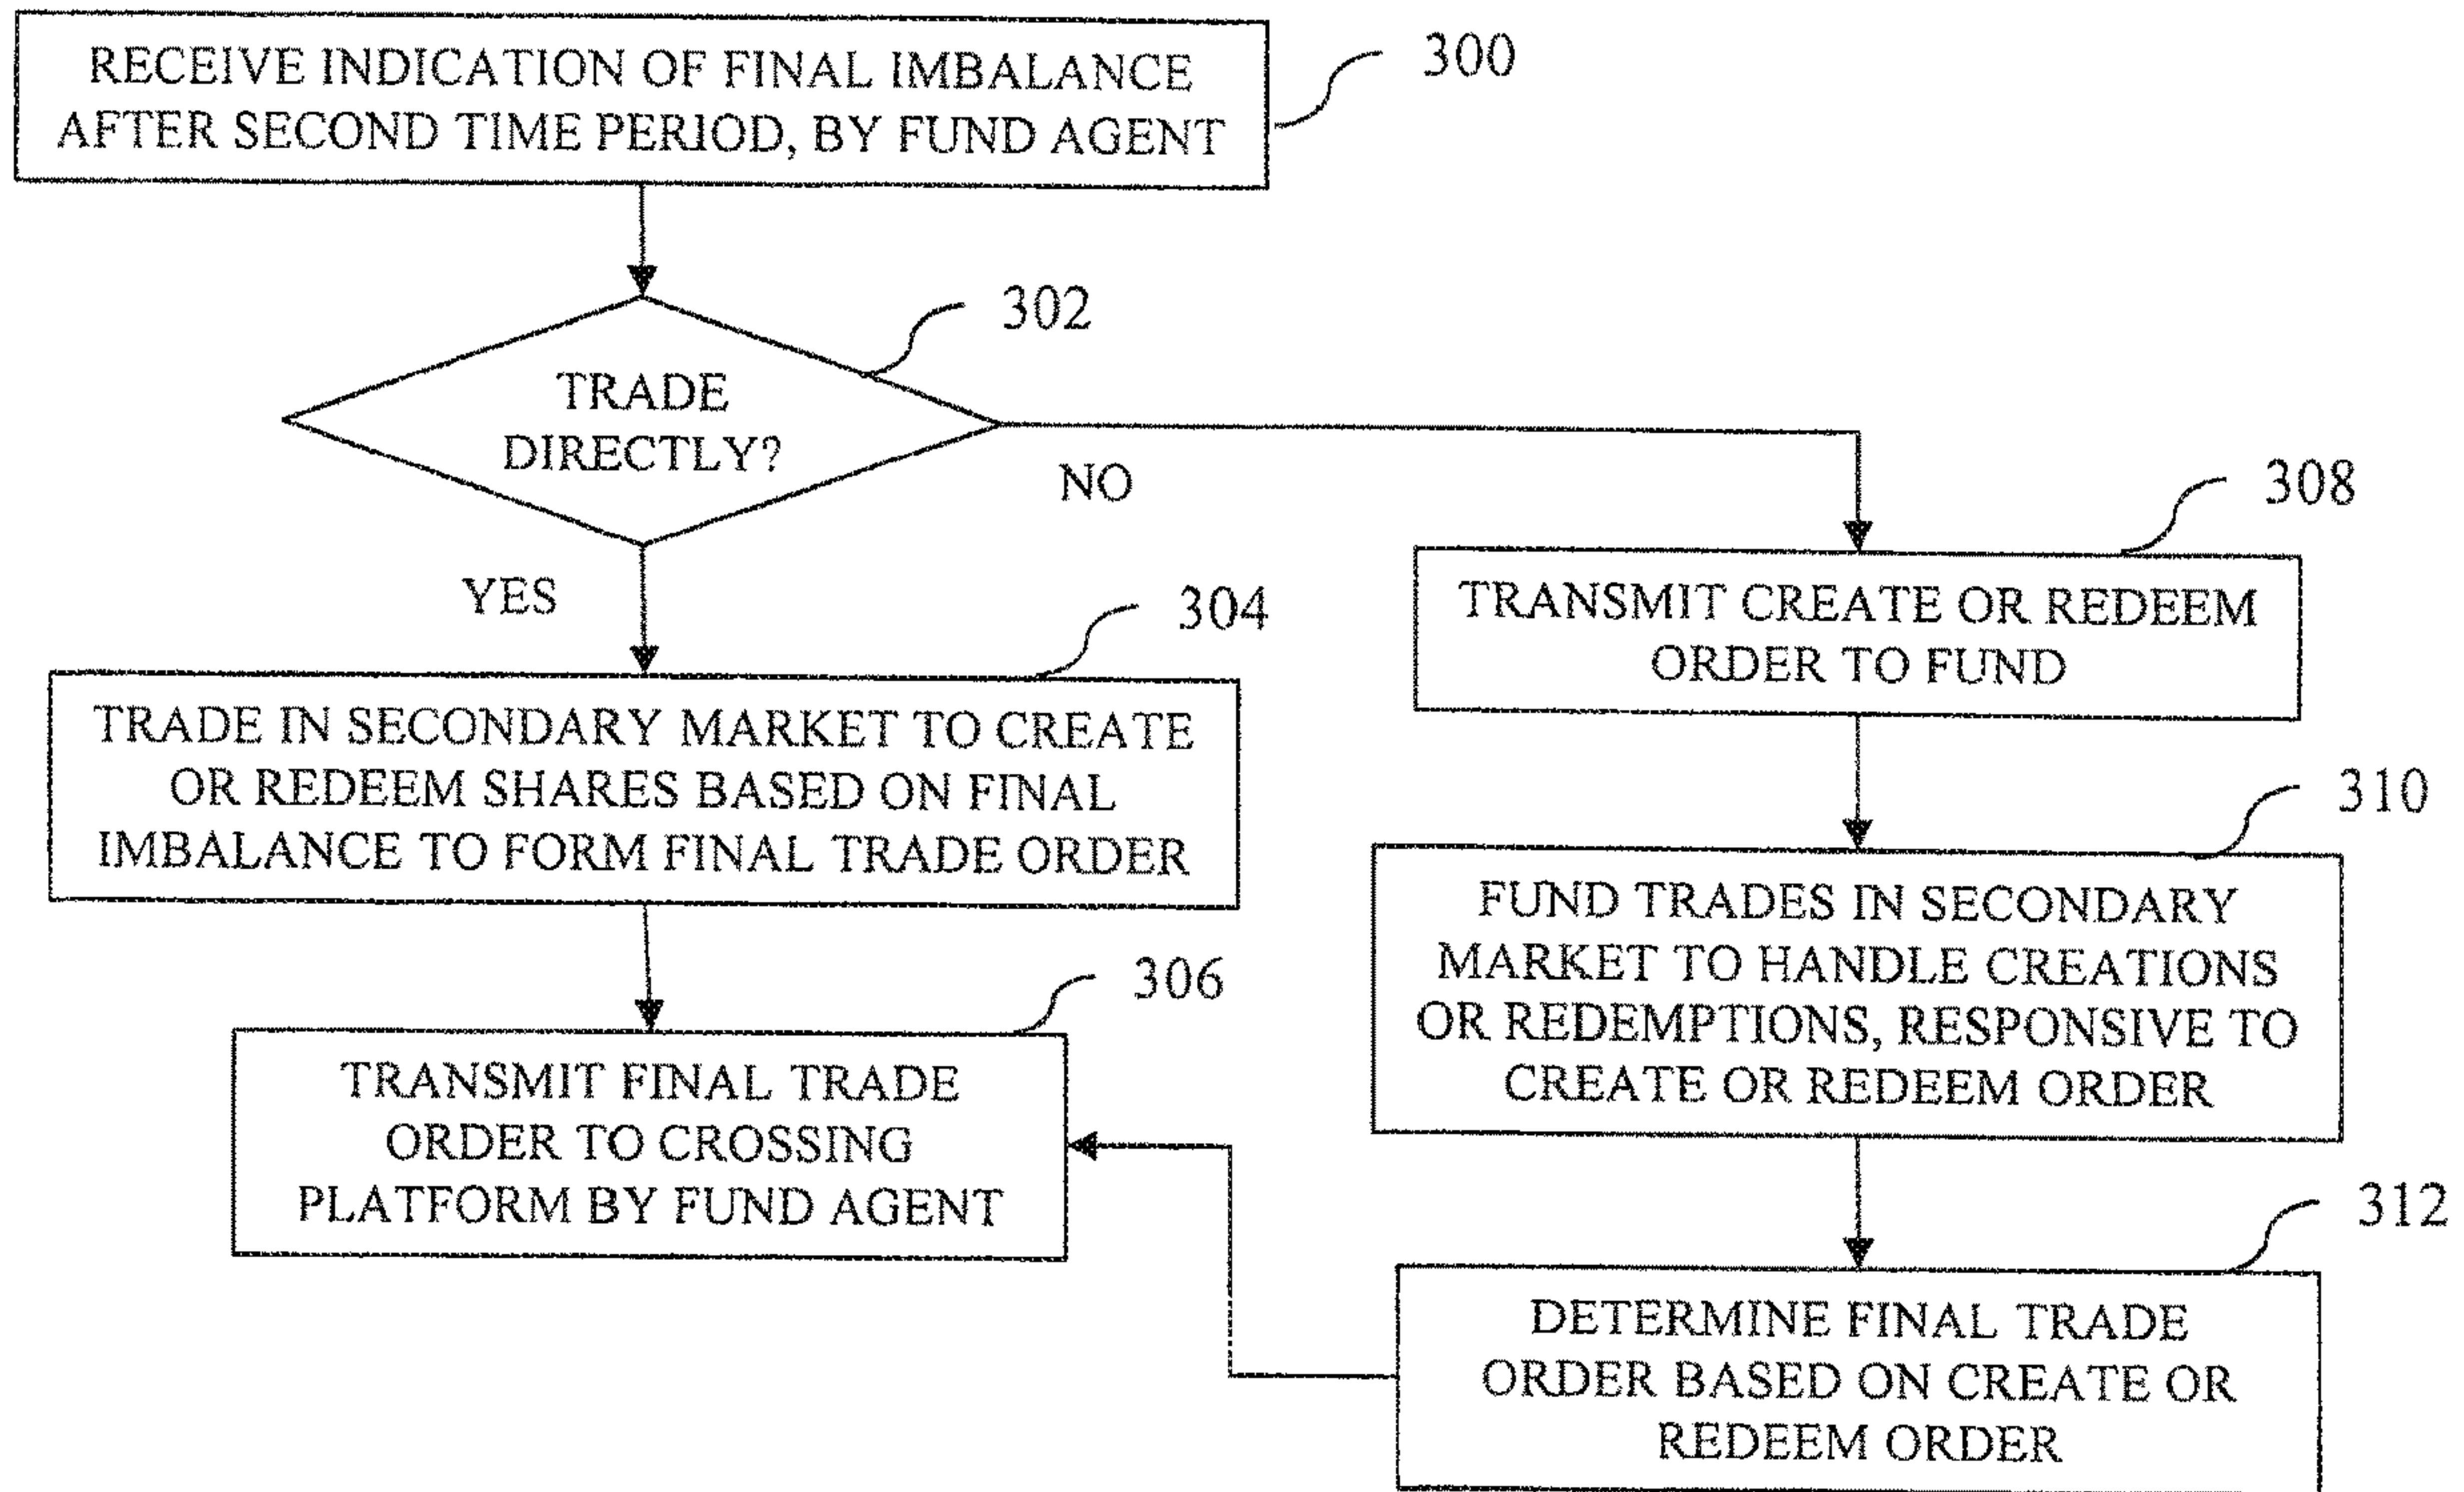 RECEIVE INDICATION OF FINAL IMBALANCE
AFTER SECOND TIME PERIOD, BY FUND AGENT
300
302
TRADE
DIRECTLY?
NO
YES
304
TRADE IN SECONDARY MARKET TO CREATE
OR REDEEM SHARES BASED ON FINAL
IMBALANCE TO FORM FINAL TRADE ORDER
306
TRANSMIT FINAL TRADE
ORDER TO CROSSING
PLATFORM BY FUND AGENT
308
TRANSMIT CREATE OR REDEEM
ORDER TO FUND
310
FUND TRADES IN SECONDARY
MARKET TO HANDLE CREATIONS
OR REDEMPTIONS, RESPONSIVE TO
CREATE OR REDEEM ORDER
312
DETERMINE FINAL TRADE
ORDER BASED ON CREATE OR
REDEEM ORDER